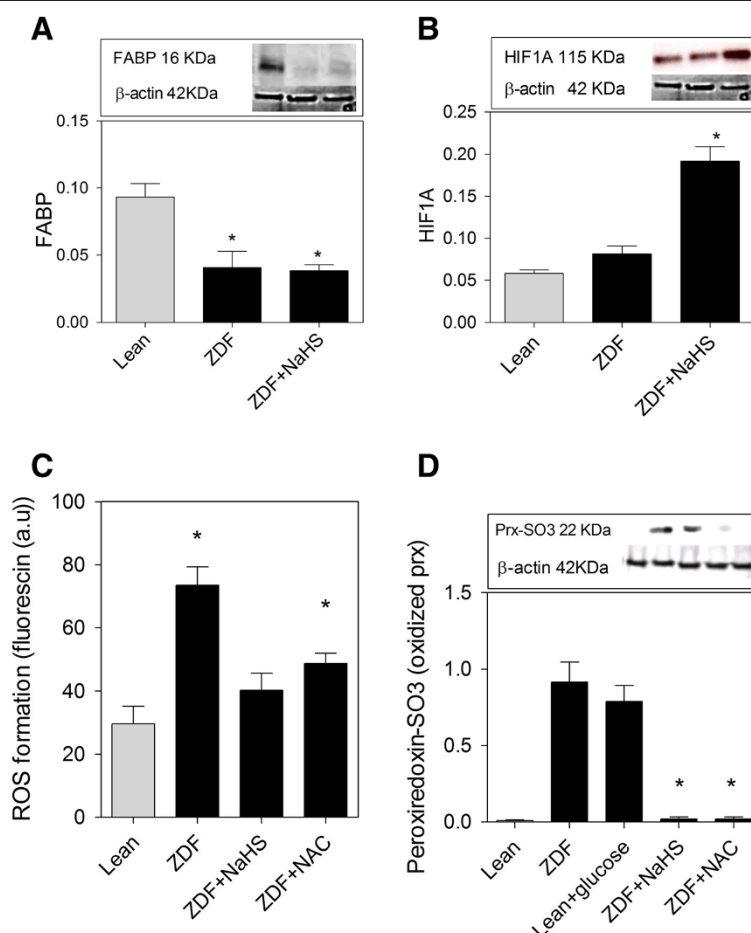 A
FABP 16 KDa
β-actin 42KDa
FABP
0.15
0.10
0.05
0.00
*
*
Lean
ZDF
ZDF+NaHS
B
HIF1A 115 KDa
β-actin 42 KDa
HIF1A
0.25
0.20
0.15
0.10
0.05
0.00
*
Lean
ZDF
ZDF+NaHS
C
ROS formation (fluorescin (a.u))
100
80
60
40
20
0
*
*
Lean
ZDF
ZDF+NaHS
ZDF+NAC
D
Prx-SO3 22 KDa
β-actin 42KDa
Peroxiredoxin-SO3 (oxidized prx)
1.5
1.0
0.5
0.0
*
*
Lean
ZDF
Lean+glucose
ZDF+NaHS
ZDF+NAC